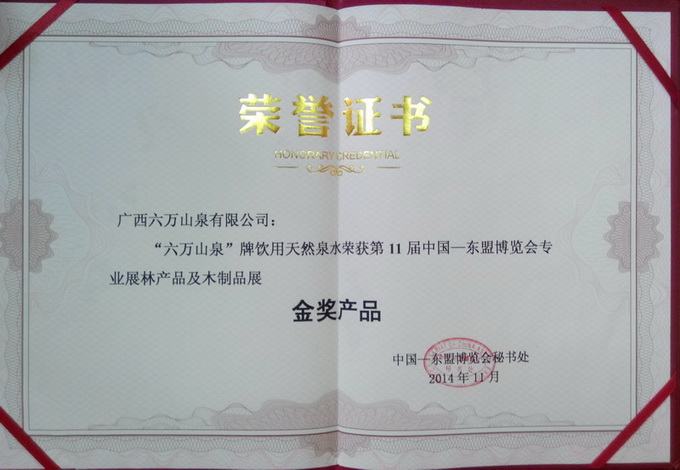 荣誉证书
HONORARY CREDENTIAL
广西六万山泉有限公司：
“六万山泉”牌饮用天然泉水荣获第11届中国—东盟博览会专
业展林产品及木制品展
金奖产品
中国—东盟博览会秘书处
2014年11月